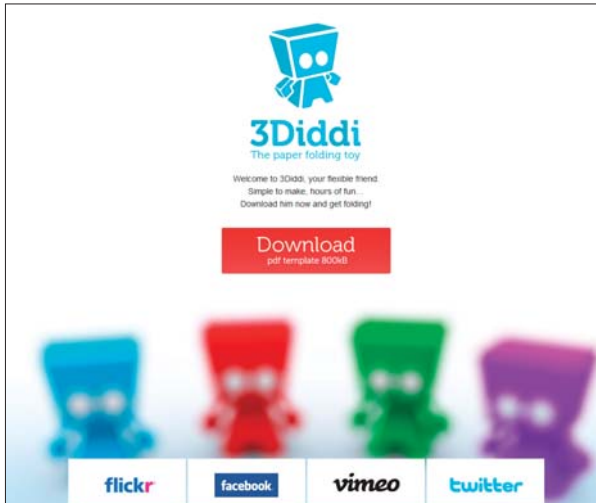 3Diddi
The paper folding toy
Welcome to 3Diddi, your flexible friend.
Simple to make, hours of fun...
Download him now and get folding!
Download
pdf template 800kB
flickr
facebook
vimeo
twitter